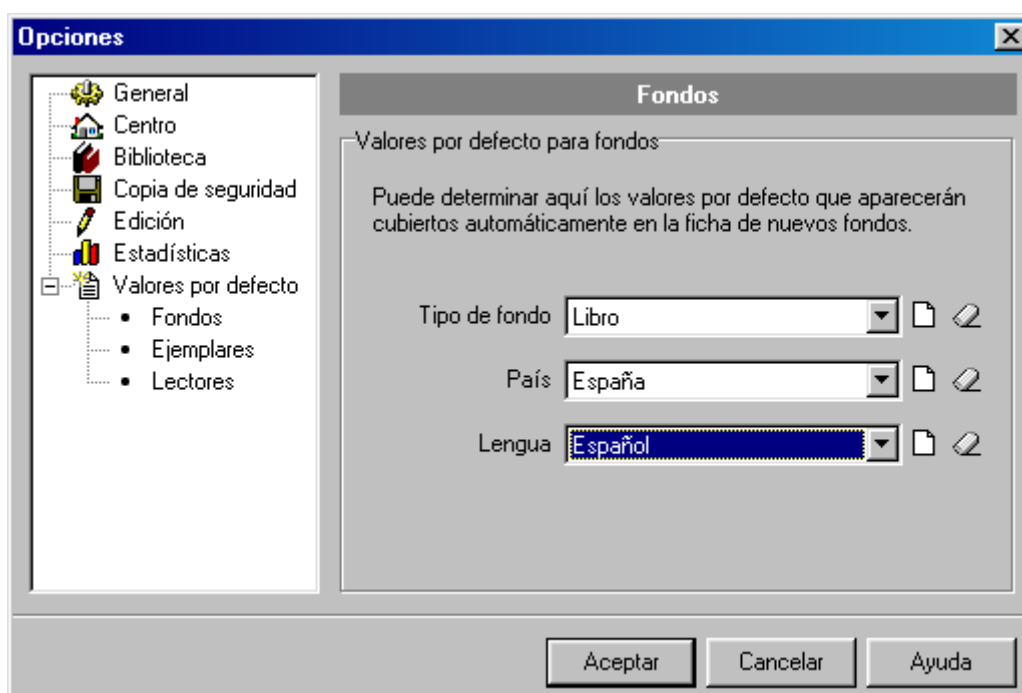 Opciones
General
Centro
Biblioteca
Copia de seguridad
Edición
Estadísticas
Valores por defecto
Fondos
Ejemplares
Lectores
Fondos
Valores por defecto para fondos
Puede determinar aquí los valores por defecto que aparecerán
cubiertos automáticamente en la ficha de nuevos fondos.
Tipo de fondo Libro
País España
Lengua Español
Aceptar Cancelar Ayuda